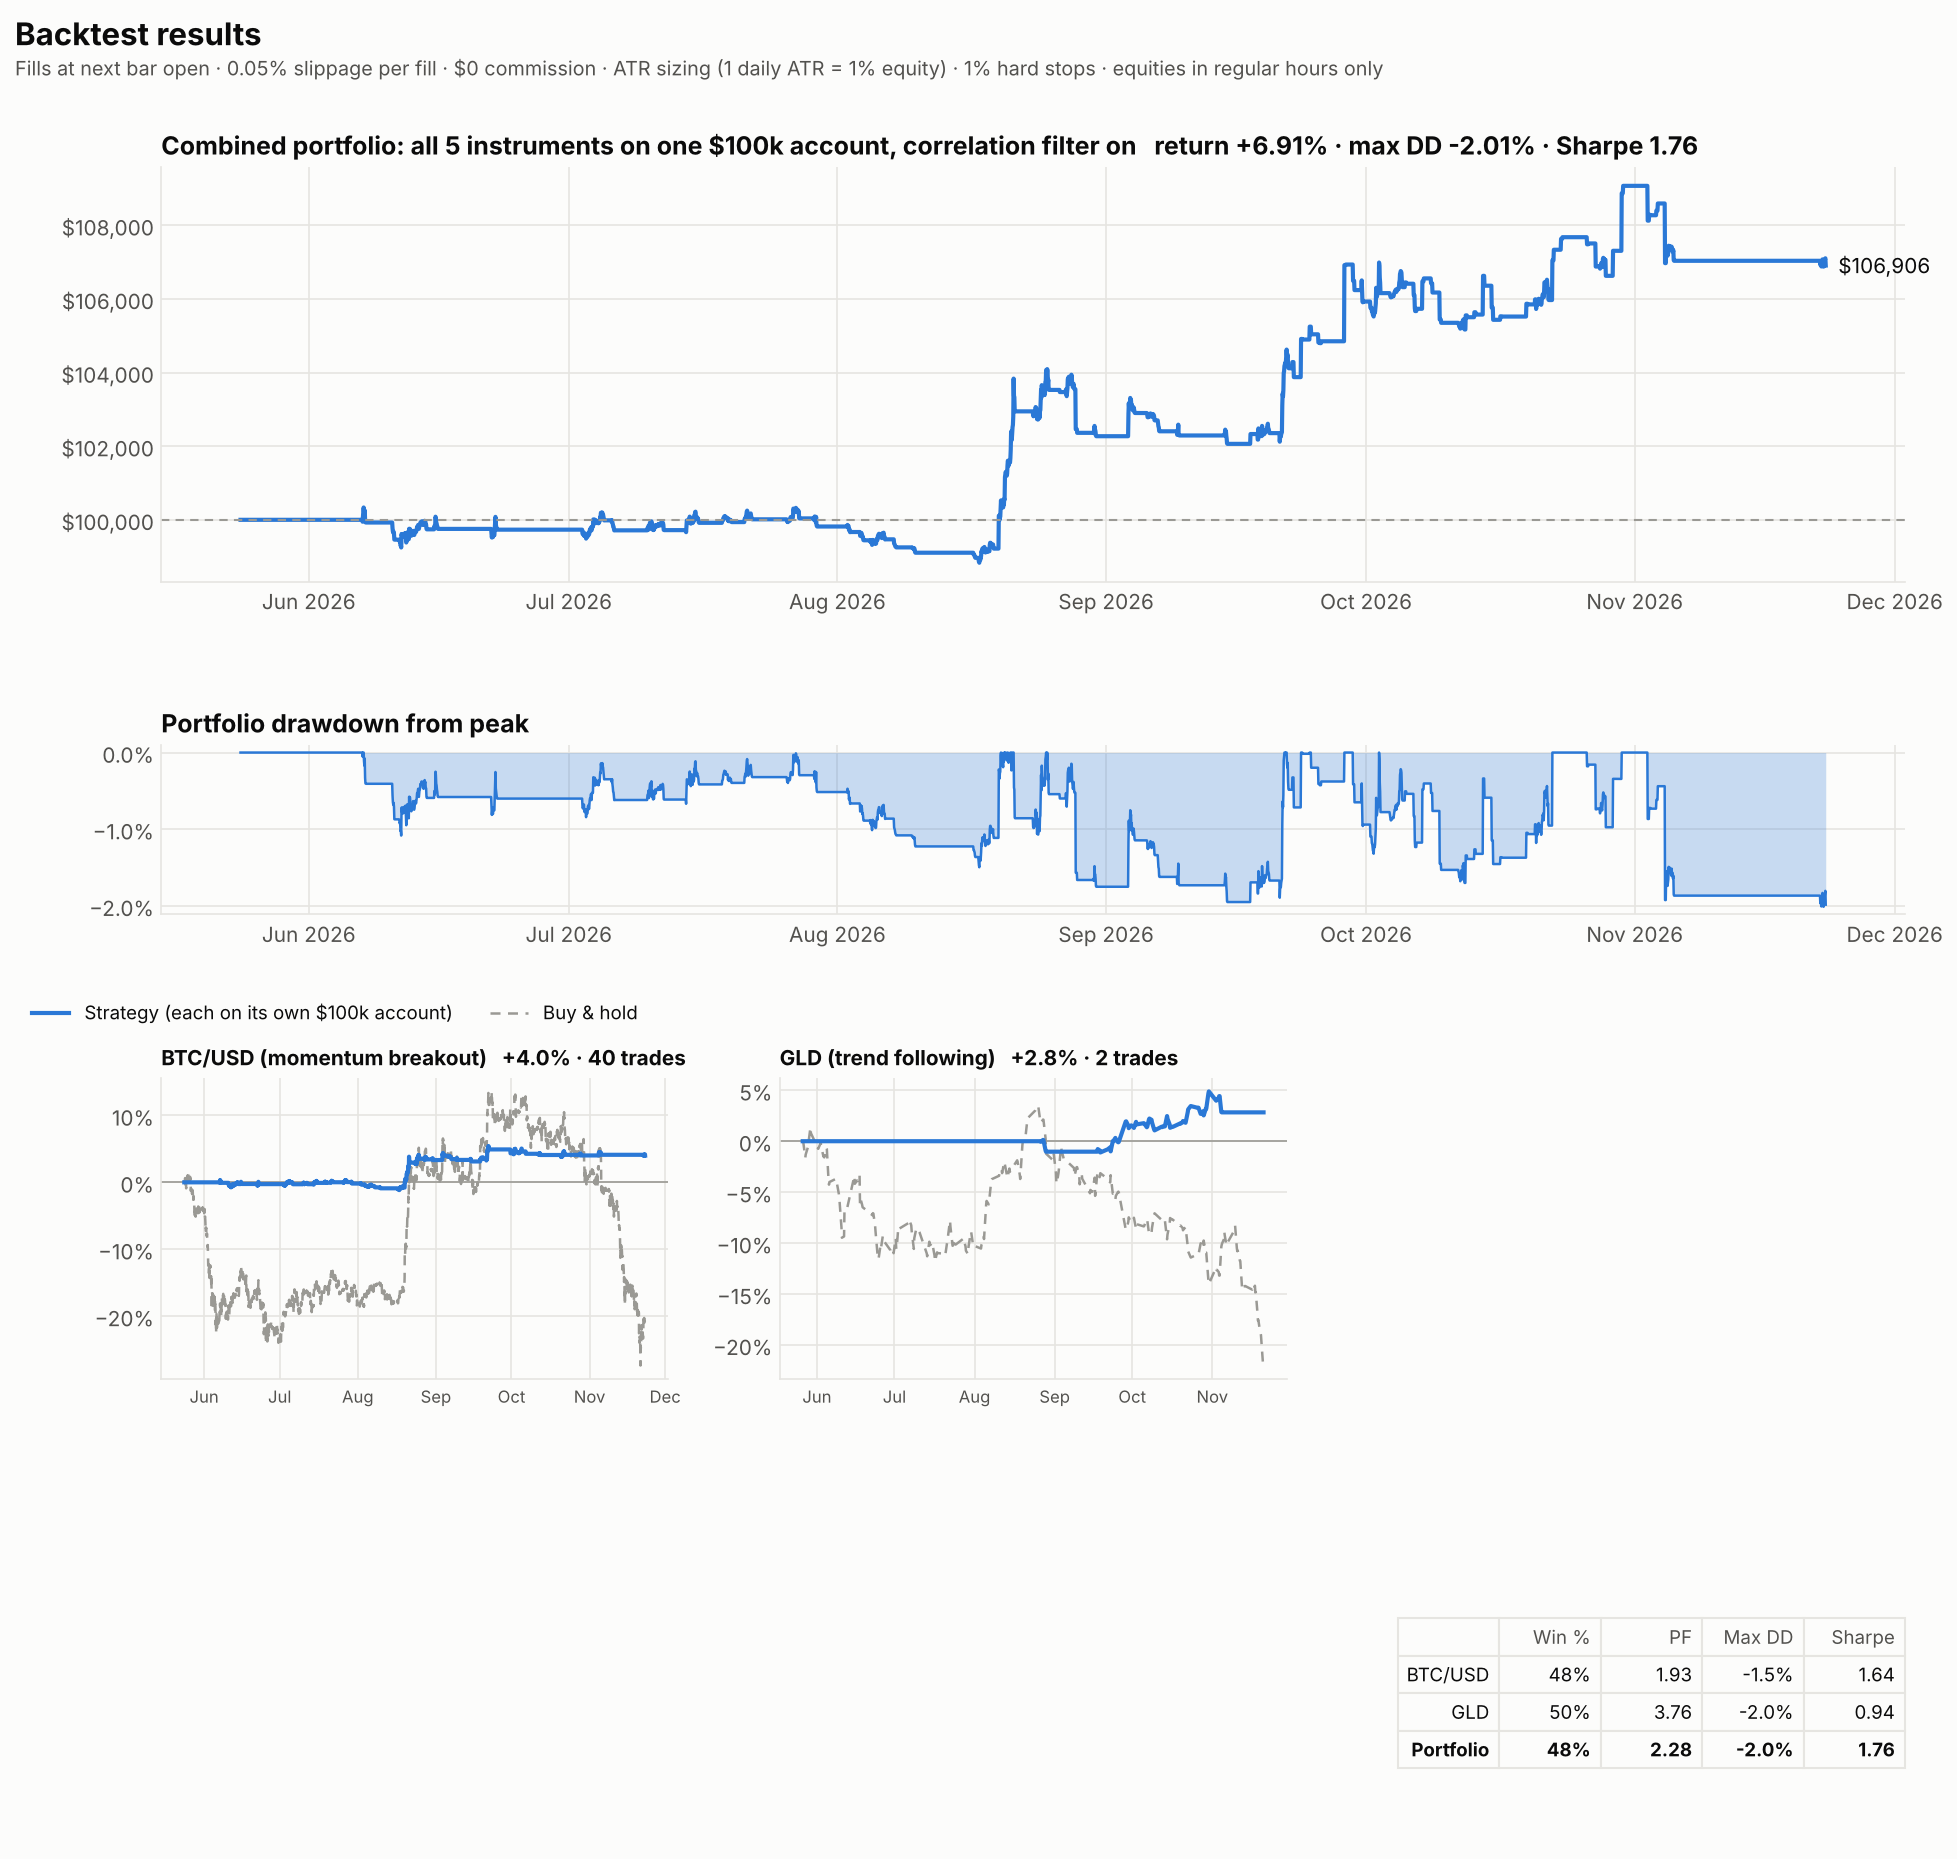 Backtest results
Fills at next bar open · 0.05% slippage per fill · $0 commission · ATR sizing (1 daily ATR = 1% equity) · 1% hard stops · equities in regular hours only
Combined portfolio: all 5 instruments on one $100k account, correlation filter on return +6.91% · max DD -2.01% · Sharpe 1.76
$108,000
$106,000
$104,000
$102,000
$100,000
$106,906
Jun 2026 Jul 2026 Aug 2026 Sep 2026 Oct 2026 Nov 2026 Dec 2026
Portfolio drawdown from peak
0.0%
−1.0%
−2.0%
Jun 2026 Jul 2026 Aug 2026 Sep 2026 Oct 2026 Nov 2026 Dec 2026
Strategy (each on its own $100k account) Buy & hold
BTC/USD (momentum breakout) +4.0% · 40 trades
10%
0%
−10%
−20%
Jun Jul Aug Sep Oct Nov Dec
GLD (trend following) +2.8% · 2 trades
5%
0%
−5%
−10%
−15%
−20%
Jun Jul Aug Sep Oct Nov
Win % PF Max DD Sharpe
BTC/USD 48% 1.93 -1.5% 1.64
GLD 50% 3.76 -2.0% 0.94
Portfolio 48% 2.28 -2.0% 1.76